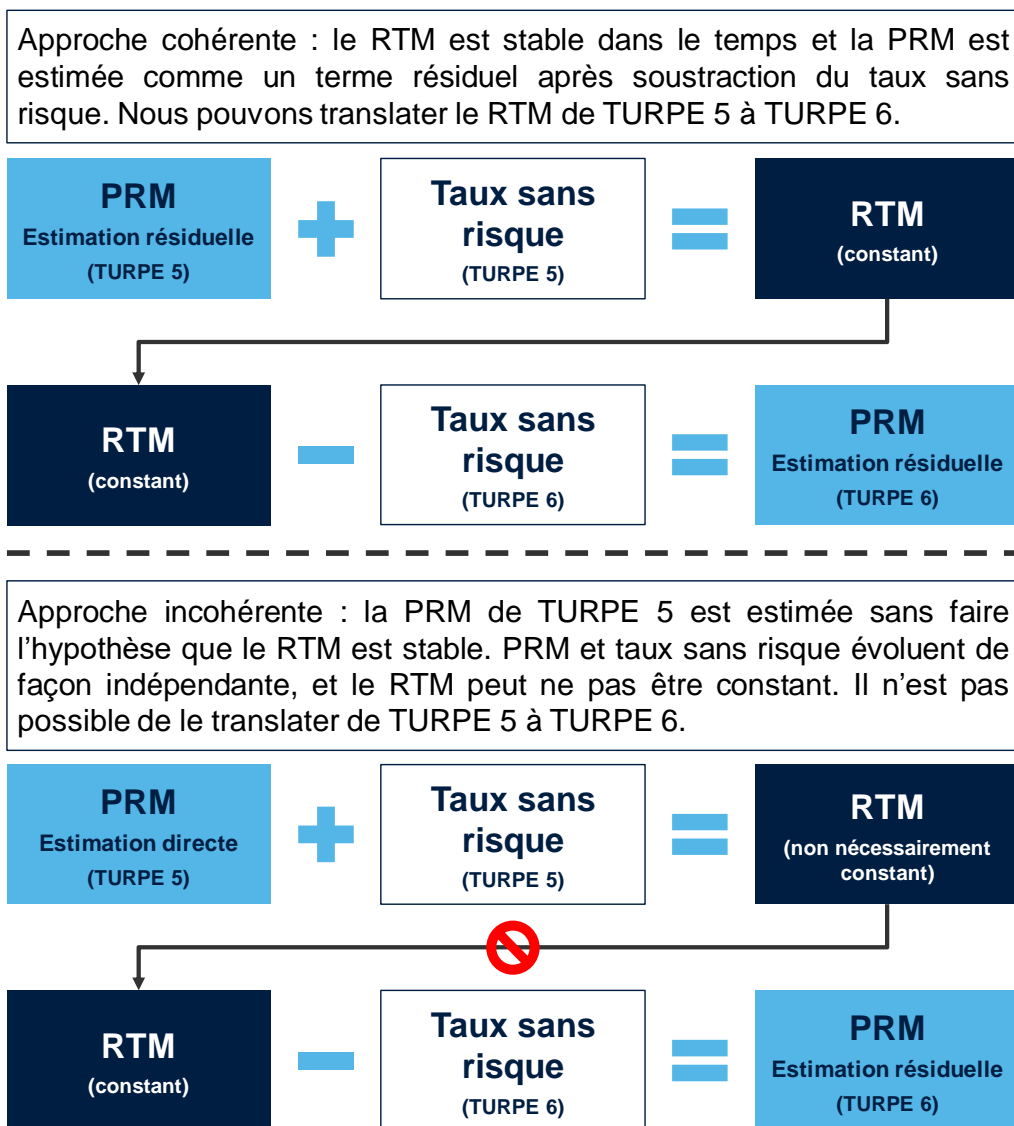 Approche cohérente : le RTM est stable dans le temps et la PRM est
estimée comme un terme résiduel après soustraction du taux sans
risque. Nous pouvons translater le RTM de TURPE 5 à TURPE 6.
PRM
Estimation résiduelle
(TURPE 5)
+
Taux sans
risque
(TURPE 5)
=
RTM
(constant)
RTM
(constant)
−
Taux sans
risque
(TURPE 6)
=
PRM
Estimation résiduelle
(TURPE 6)
Approche incohérente : la PRM de TURPE 5 est estimée sans faire
l’hypothèse que le RTM est stable. PRM et taux sans risque évoluent de
façon indépendante, et le RTM peut ne pas être constant. Il n’est pas
possible de le translater de TURPE 5 à TURPE 6.
PRM
Estimation directe
(TURPE 5)
+
Taux sans
risque
(TURPE 5)
=
RTM
(non nécessairement
constant)
RTM
(constant)
−
Taux sans
risque
(TURPE 6)
=
PRM
Estimation résiduelle
(TURPE 6)